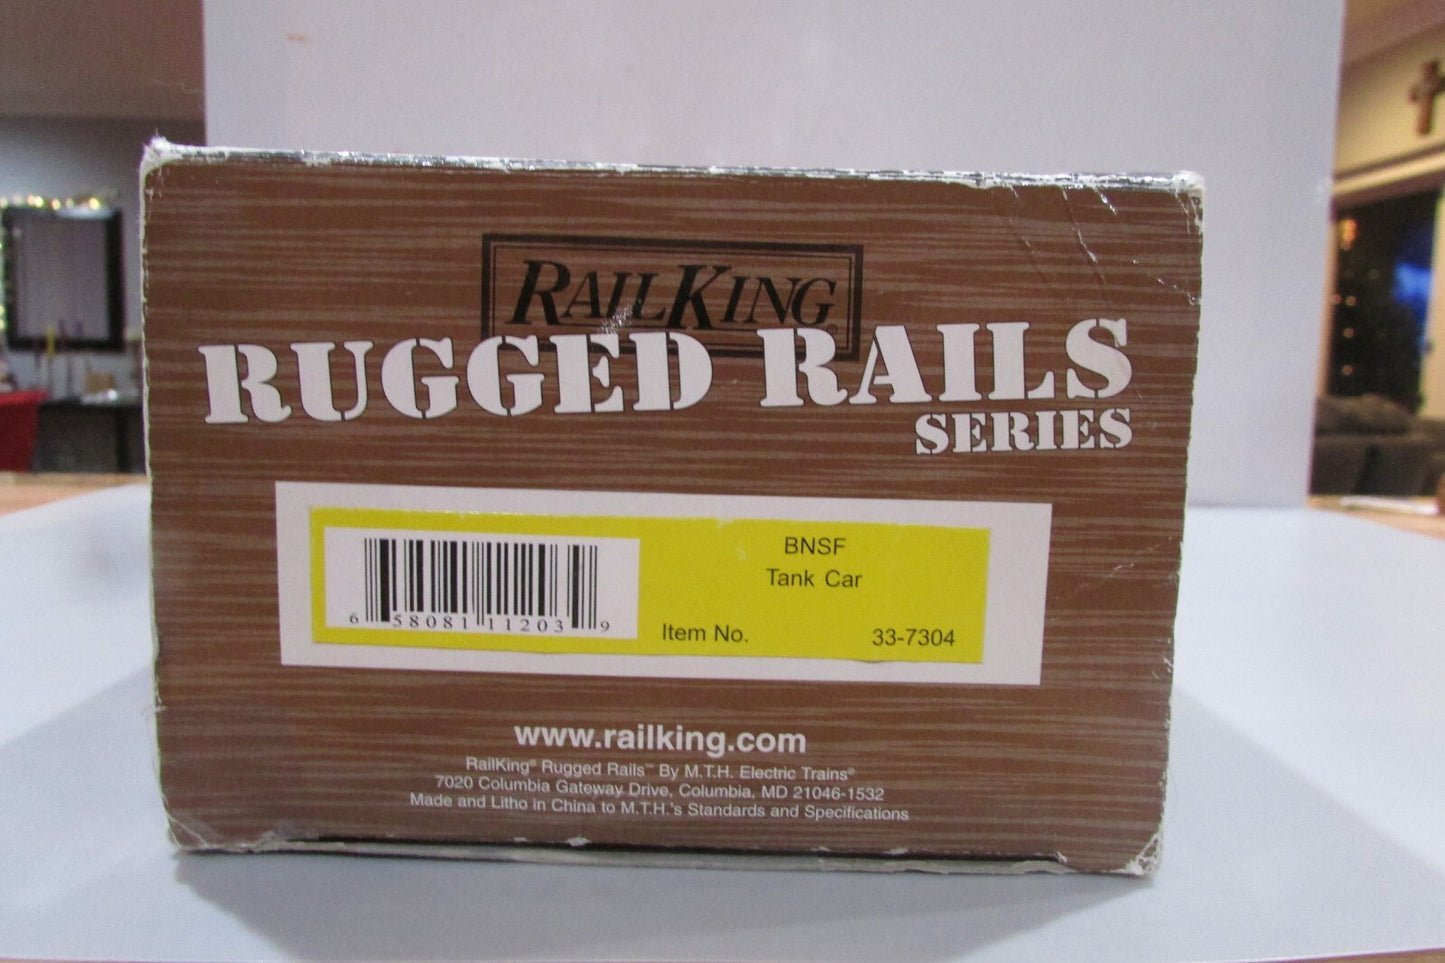 RAILKING®
RUGGED RAILS
SERIES
BNSF
Tank Car
6 58081 11203 9
Item No. 33-7304
www.railking.com
RailKing® Rugged Rails™ By M.T.H. Electric Trains®
7020 Columbia Gateway Drive, Columbia, MD 21046-1532
Made and Litho in China to M.T.H.'s Standards and Specifications